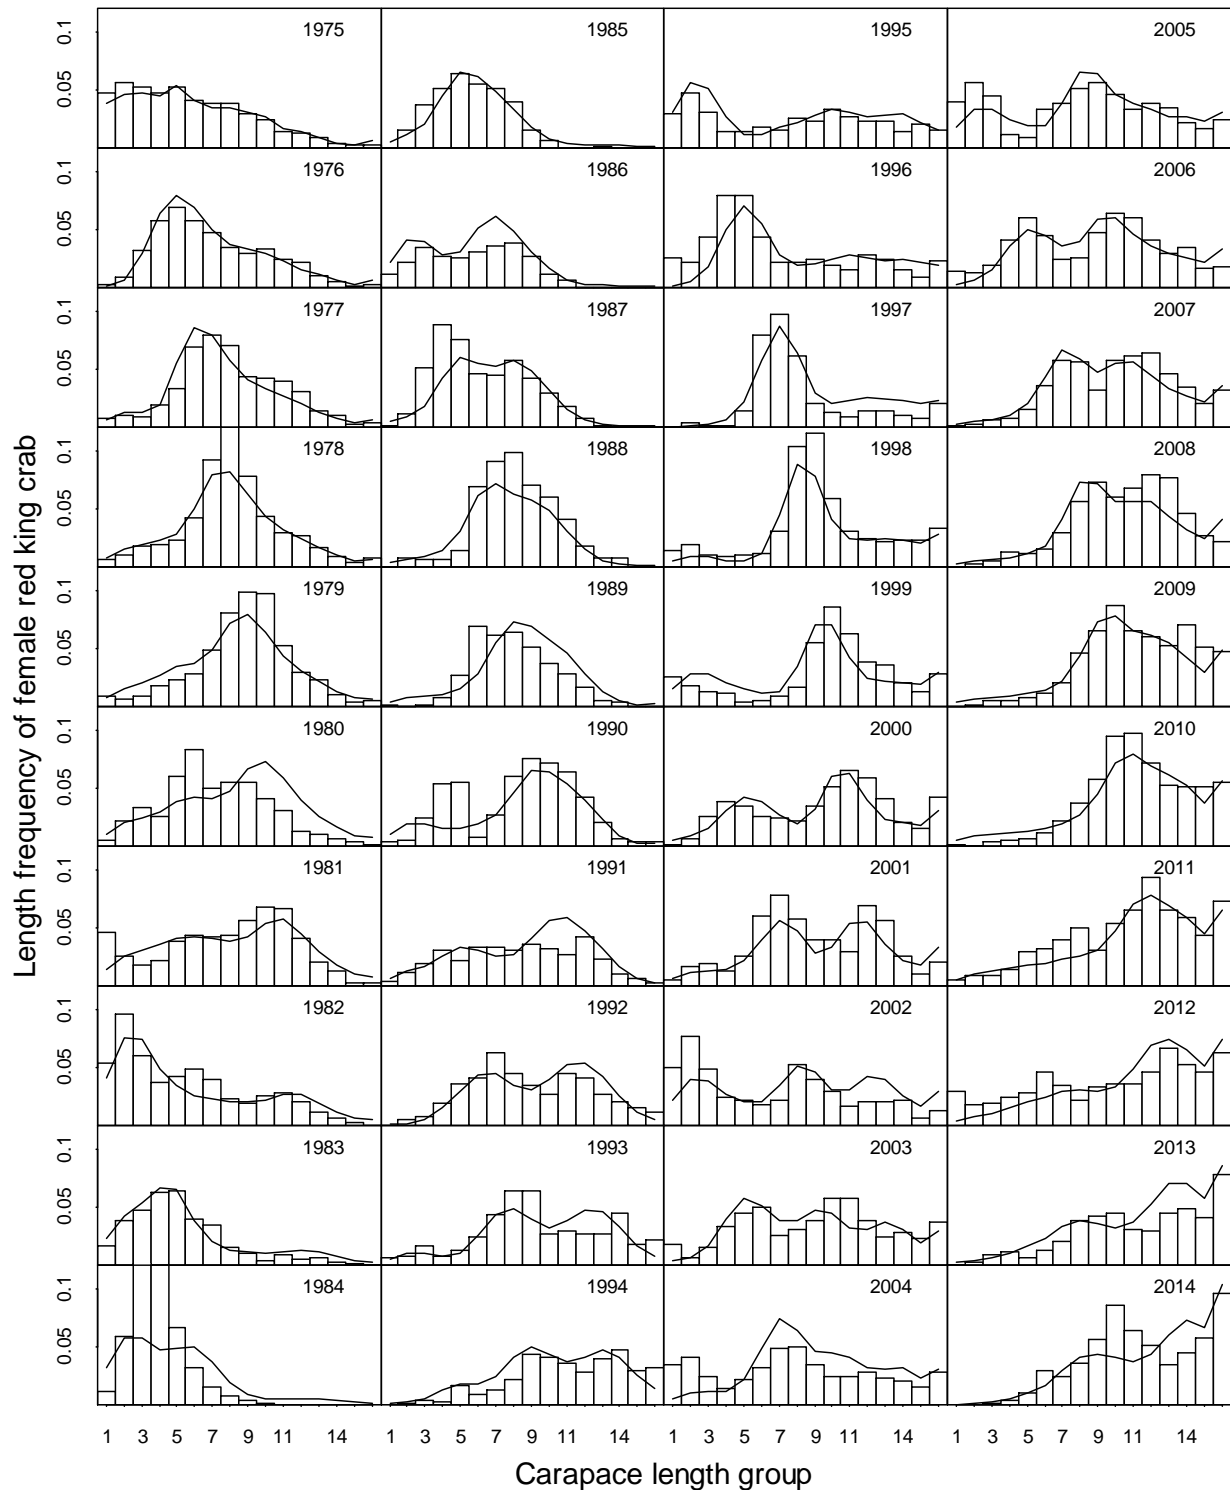 Length frequency of female red king crab
1975 1985 1995 2005
0.05 0.1
1976 1986 1996 2006
0.05 0.1
1977 1987 1997 2007
0.05 0.1
1978 1988 1998 2008
0.05 0.1
1979 1989 1999 2009
0.05 0.1
1980 1990 2000 2010
0.05 0.1
1981 1991 2001 2011
0.05 0.1
1982 1992 2002 2012
0.05 0.1
1983 1993 2003 2013
0.05 0.1
1984 1994 2004 2014
0.05 0.1
1 3 5 7 9 11 14 1 3 5 7 9 11 14 1 3 5 7 9 11 14 1 3 5 7 9 11 14
Carapace length group